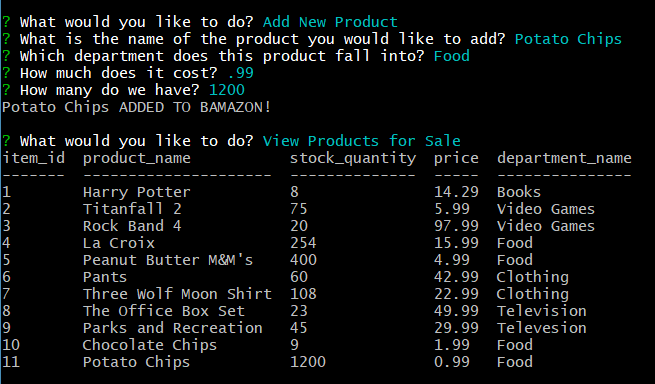 ? What would you like to do? Add New Product
? What is the name of the product you would like to add? Potato Chips
? Which department does this product fall into? Food
? How much does it cost? .99
? How many do we have? 1200
Potato Chips ADDED TO BAMAZON!

? What would you like to do? View Products for Sale
item_id  product_name           stock_quantity  price  department_name
-------  ---------------------  --------------  -----  ---------------
1        Harry Potter           8               14.29  Books
2        Titanfall 2            75              5.99   Video Games
3        Rock Band 4            20              97.99  Video Games
4        La Croix               254             15.99  Food
5        Peanut Butter M&M's    400             4.99   Food
6        Pants                  60              42.99  Clothing
7        Three Wolf Moon Shirt  108             22.99  Clothing
8        The Office Box Set     23              49.99  Television
9        Parks and Recreation   45              29.99  Televesion
10       Chocolate Chips        9               1.99   Food
11       Potato Chips           1200            0.99   Food